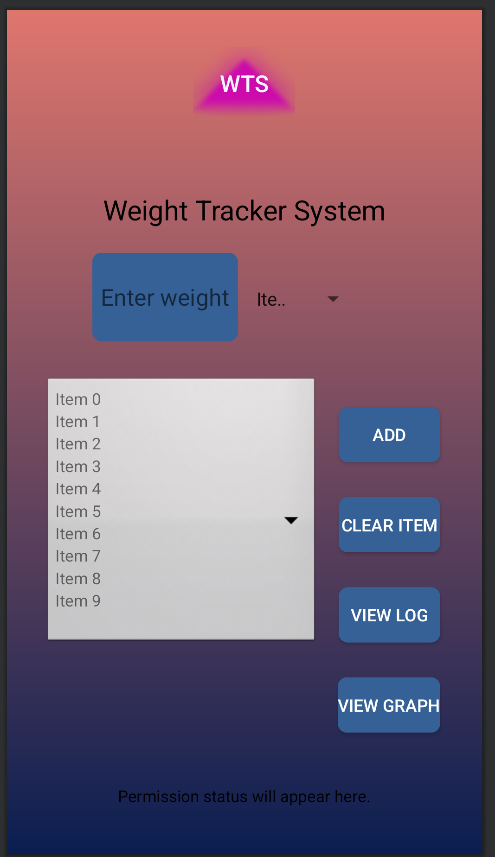 WTS
Weight Tracker System
Enter weight
Ite..
Item 0
Item 1
Item 2
Item 3
Item 4
Item 5
Item 6
Item 7
Item 8
Item 9
ADD
CLEAR ITEM
VIEW LOG
VIEW GRAPH
Permission status will appear here.